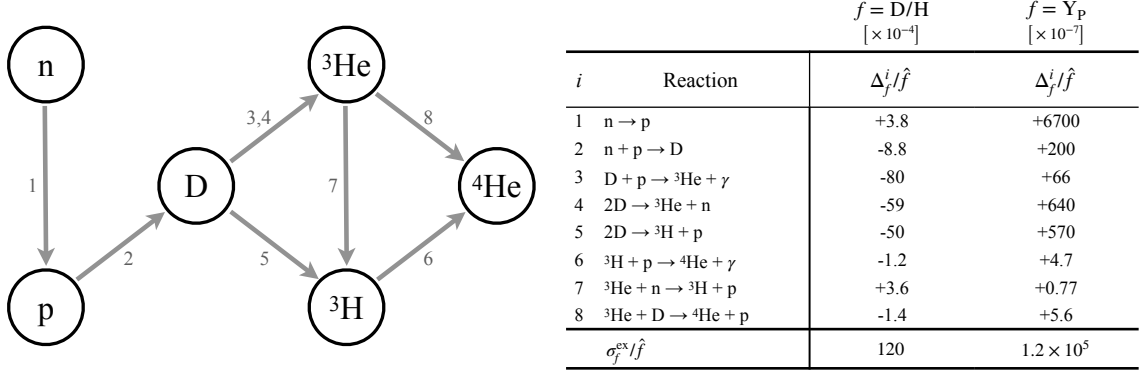 n
³He
3,4
8
1
D
7
⁴He
2
5
6
p
³H
f = D/H f = Y_P
[×10⁻⁴] [×10⁻⁷]
i Reaction Δ_f^i/f̂ Δ_f^i/f̂
1 n → p +3.8 +6700
2 n + p → D -8.8 +200
3 D + p → ³He + γ -80 +66
4 2D → ³He + n -59 +640
5 2D → ³H + p -50 +570
6 ³H + p → ⁴He + γ -1.2 +4.7
7 ³He + n → ³H + p +3.6 +0.77
8 ³He + D → ⁴He + p -1.4 +5.6
σ_f^ex/f̂ 120 1.2 × 10⁵